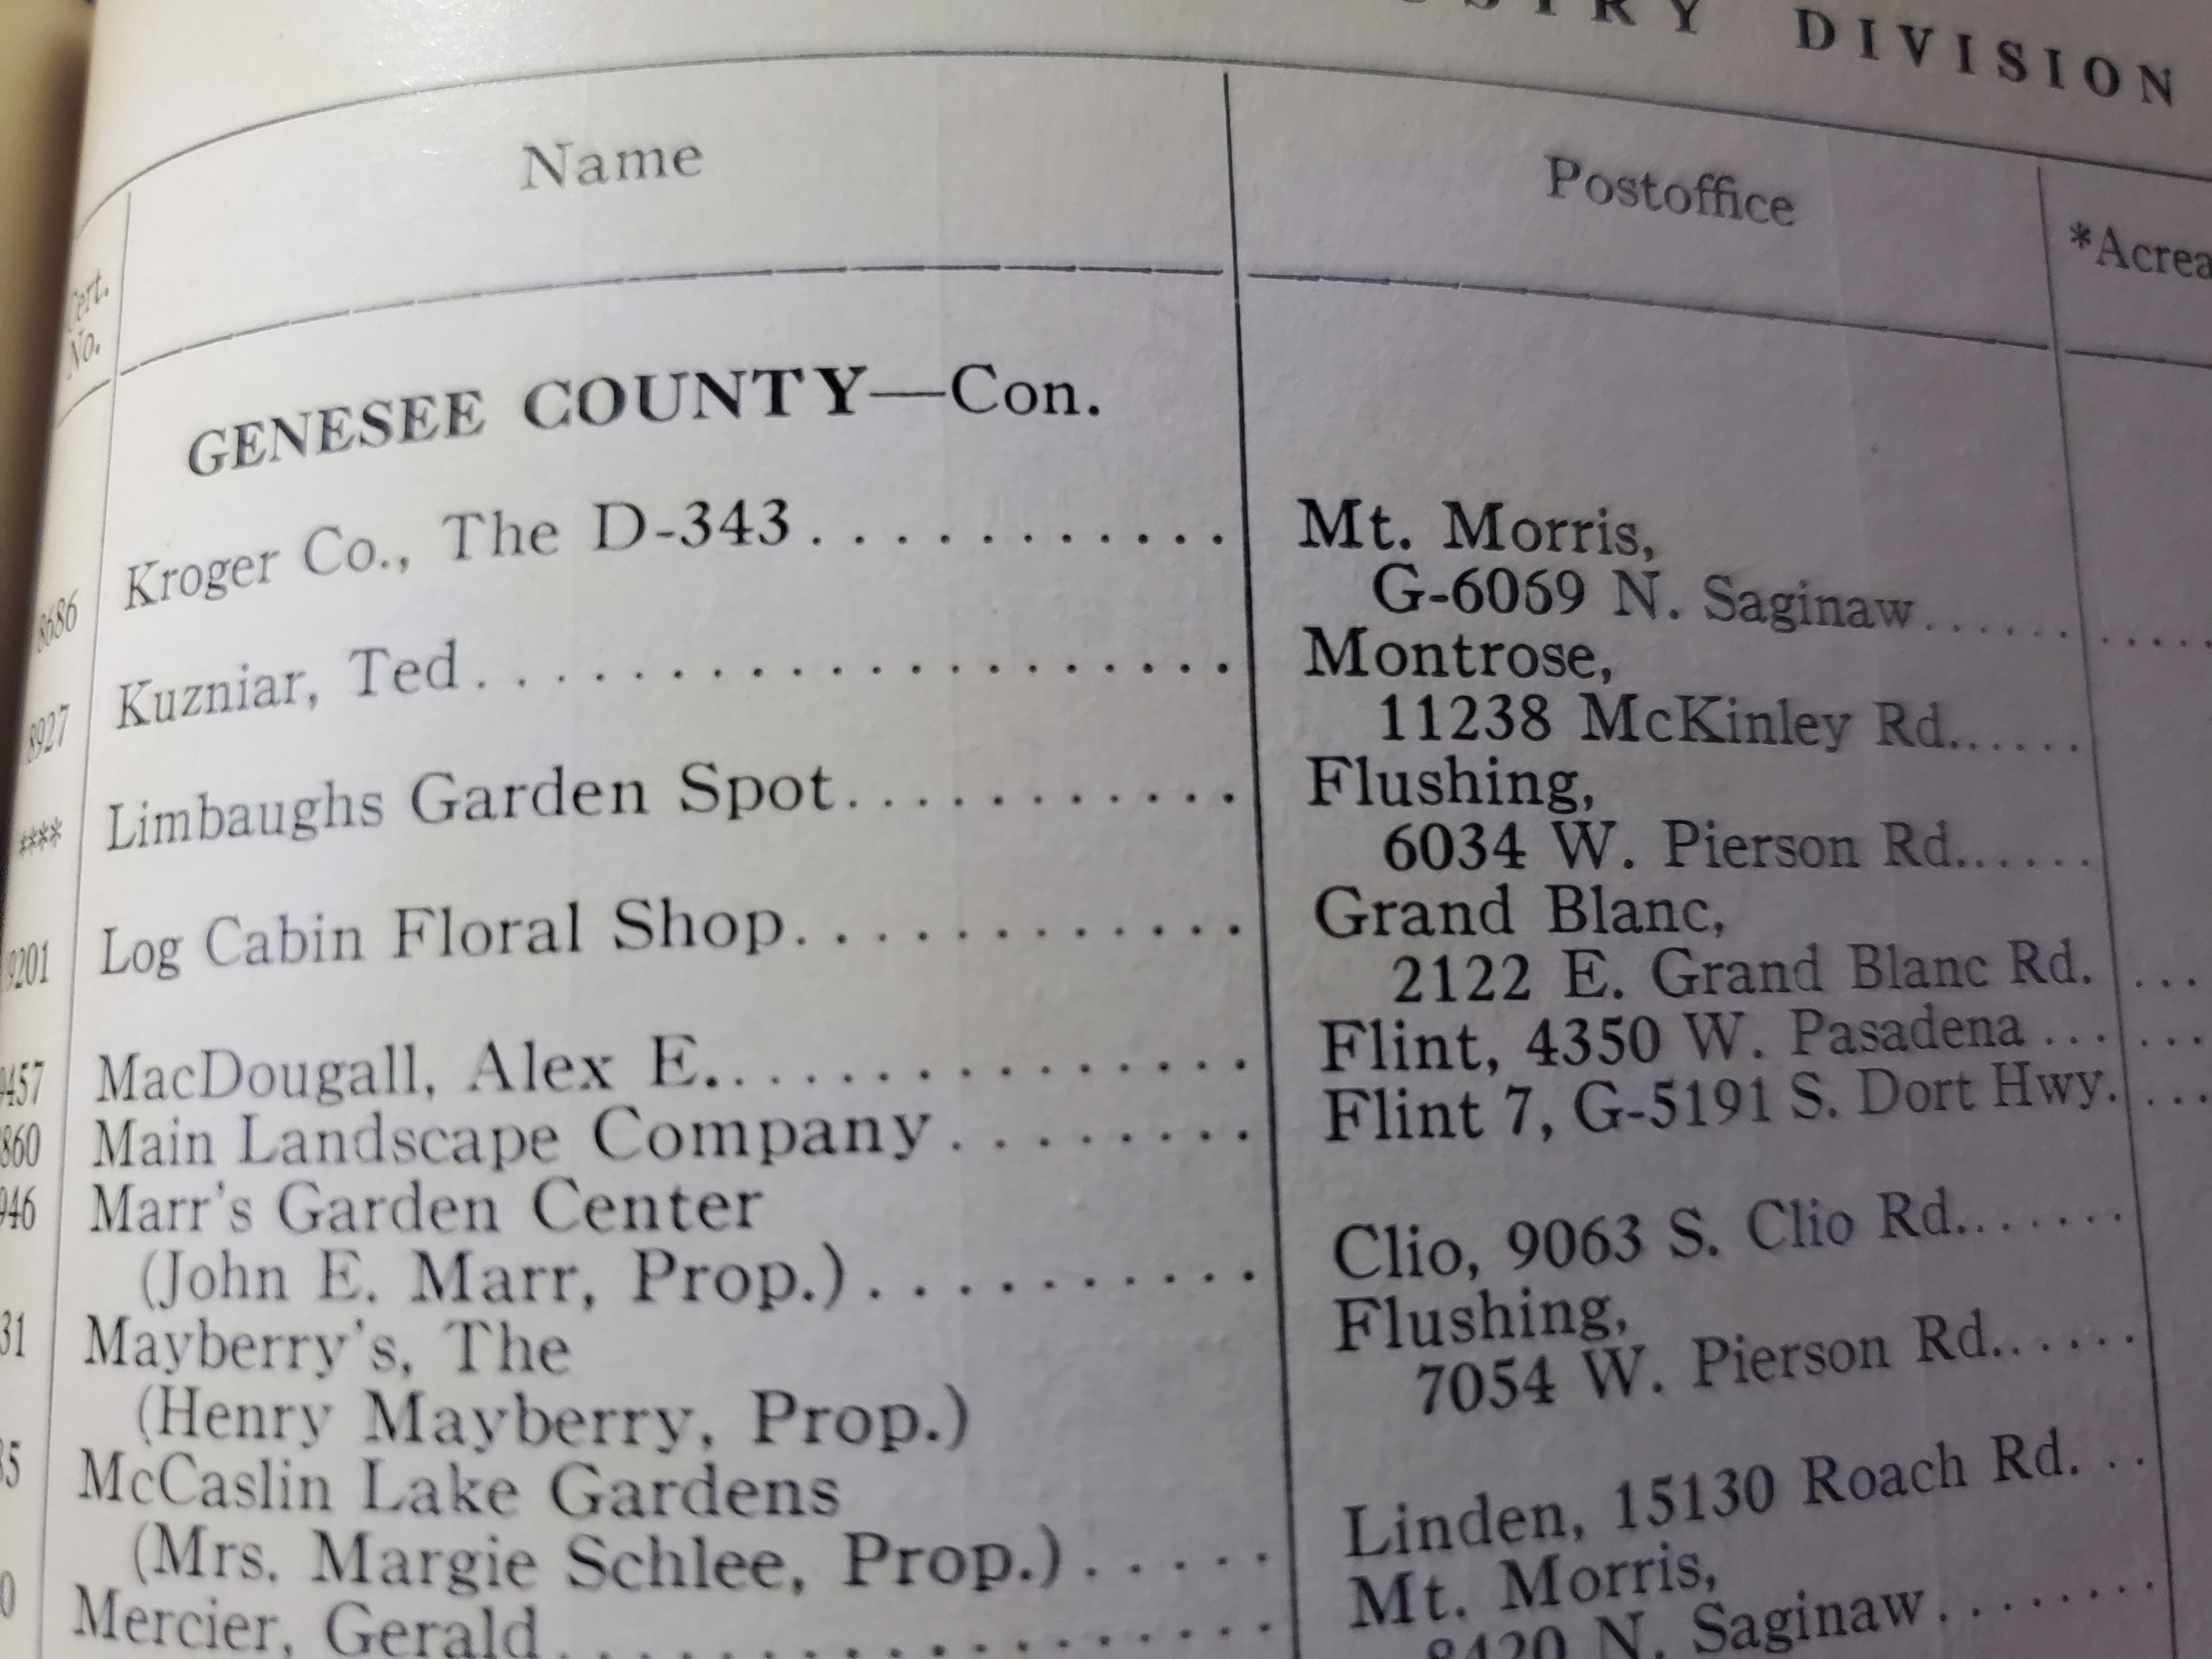 DIVISION
Cert. No.
Name
Postoffice
GENESEE COUNTY—Con.
8686 Kroger Co., The D-343............ Mt. Morris,
G-6069 N. Saginaw......
8927 Kuzniar, Ted.................... Montrose,
11238 McKinley Rd.......
**** Limbaughs Garden Spot............ Flushing,
6034 W. Pierson Rd.......
9201 Log Cabin Floral Shop............. Grand Blanc,
2122 E. Grand Blanc Rd. ...
MacDougall, Alex E................ Flint, 4350 W. Pasadena ...
Main Landscape Company......... Flint 7, G-5191 S. Dort Hwy. ...
Marr's Garden Center
(John E. Marr, Prop.)........... Clio, 9063 S. Clio Rd.......
Mayberry's, The Flushing,
(Henry Mayberry, Prop.) 7054 W. Pierson Rd.......
McCaslin Lake Gardens
(Mrs. Margie Schlee, Prop.)..... Linden, 15130 Roach Rd. ..
Mercier, Gerald................. Mt. Morris,
8420 N. Saginaw........